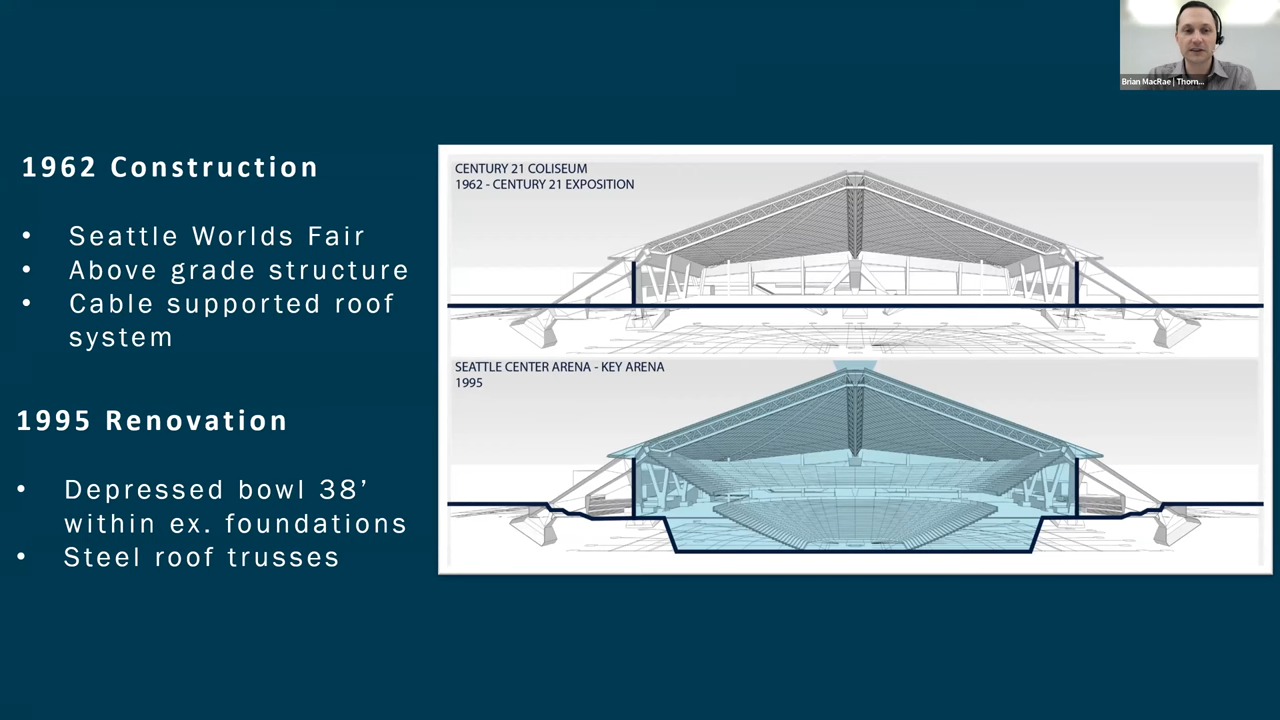 Brian MacRae | Thorn...
1962 Construction
• Seattle Worlds Fair
• Above grade structure
• Cable supported roof
system
1995 Renovation
• Depressed bowl 38’
within ex. foundations
• Steel roof trusses
CENTURY 21 COLISEUM
1962 - CENTURY 21 EXPOSITION
SEATTLE CENTER ARENA - KEY ARENA
1995